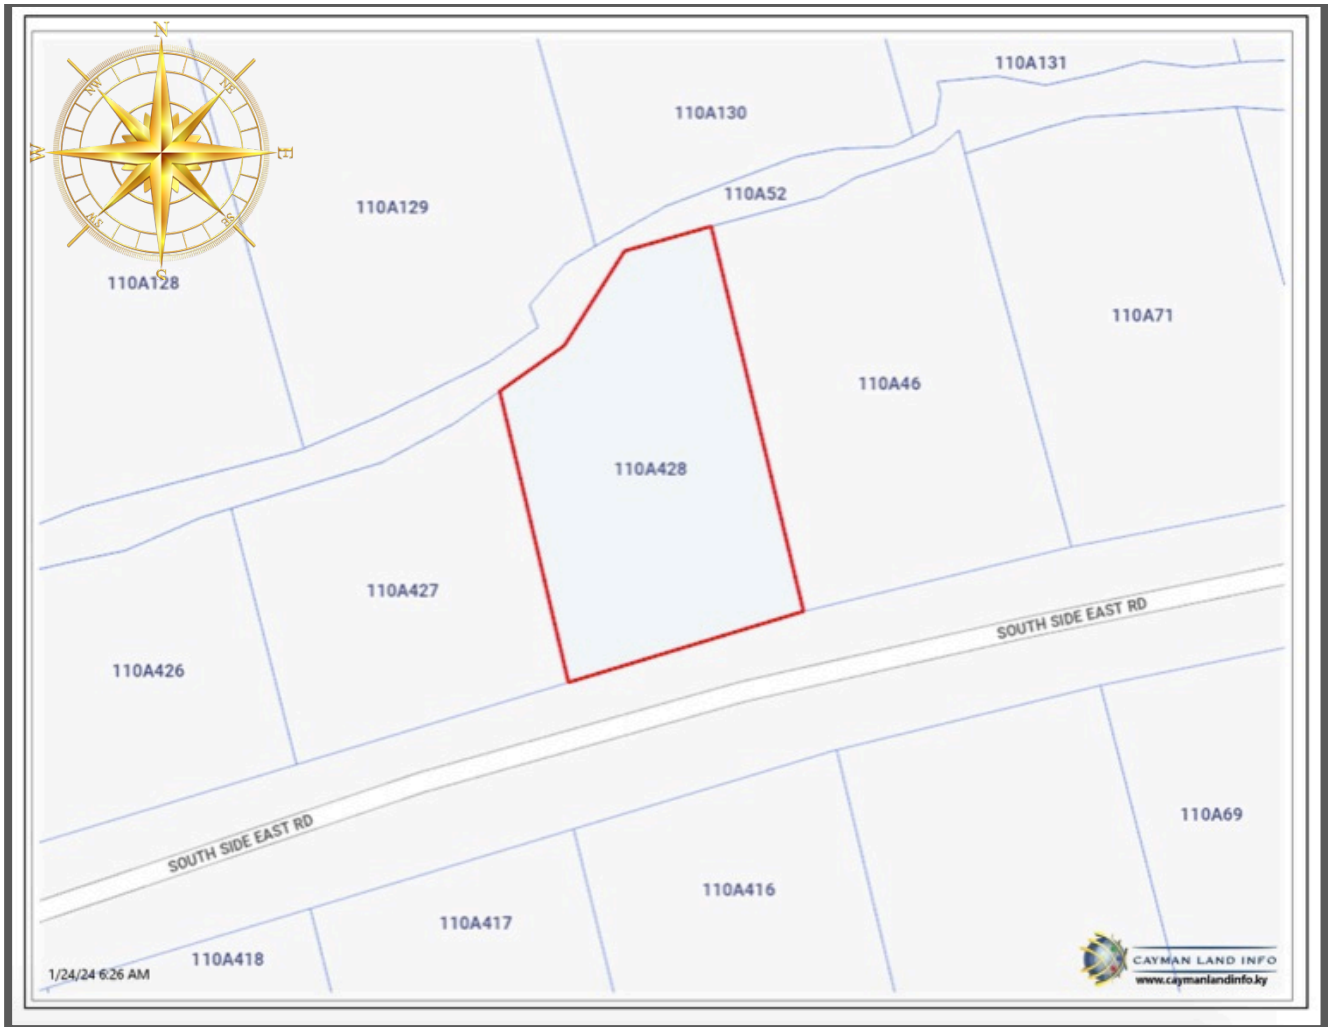 N
NW
NE
W
E
SW
SE
110A131
110A130
110A52
110A129
110A128
110A71
110A46
110A428
110A427
SOUTH SIDE EAST RD
110A426
110A69
SOUTH SIDE EAST RD
110A416
110A417
110A418
CAYMAN LAND INFO
www.caymanlandinfo.ky
1/24/24 6:26 AM